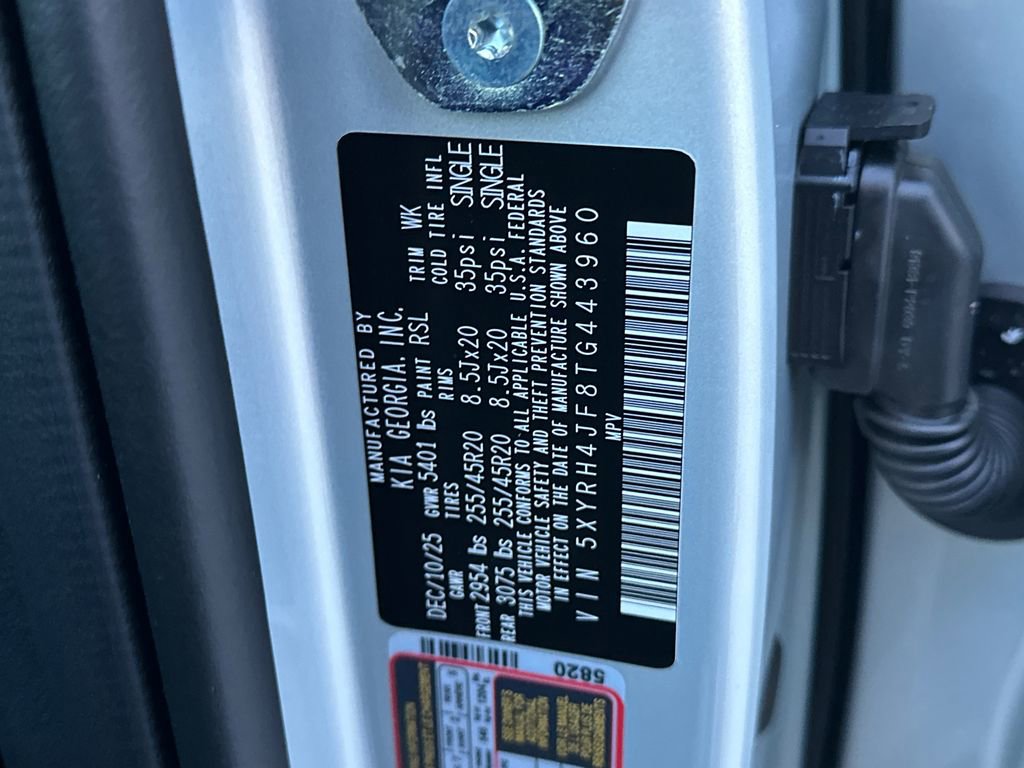 MANUFACTURED BY
KIA GEORGIA, INC.
DEC/10/25 GVWR 5401 lbs PAINT RSL TRIM WK
GAWR TIRES RIMS COLD TIRE INFL
FRONT 2954 lbs 255/45R20 8.5Jx20 35psi SINGLE
REAR 3075 lbs 255/45R20 8.5Jx20 35psi SINGLE
THIS VEHICLE CONFORMS TO ALL APPLICABLE U.S.A. FEDERAL
MOTOR VEHICLE SAFETY AND THEFT PREVENTION STANDARDS
IN EFFECT ON THE DATE OF MANUFACTURE SHOWN ABOVE
MPV
VIN 5XYRH4JF8TG443960
5820